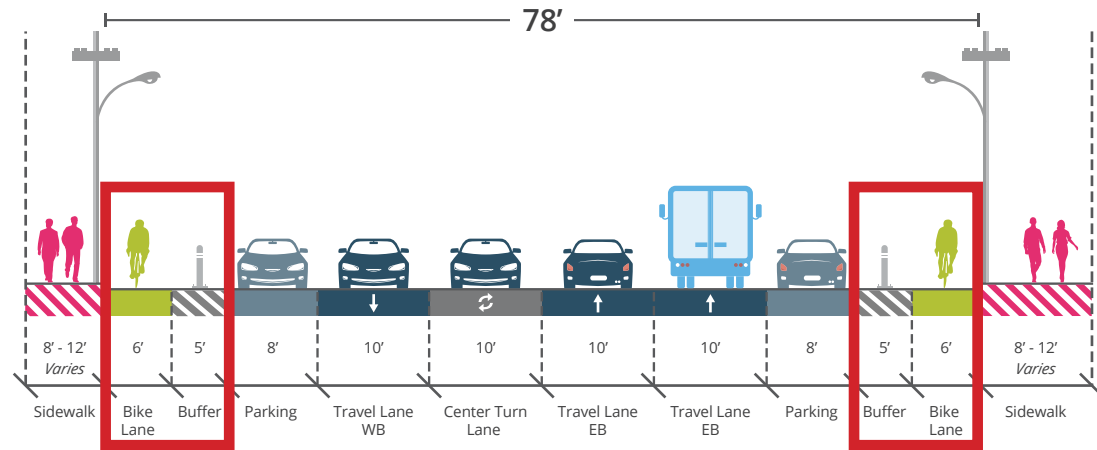 78’
8’ - 12’
Varies
6’
5’
8’
10’
10’
10’
10’
8’
5’
6’
8’ - 12’
Varies
Sidewalk
Bike
Lane
Buffer
Parking
Travel Lane
WB
Center Turn
Lane
Travel Lane
EB
Travel Lane
EB
Parking
Buffer
Bike
Lane
Sidewalk